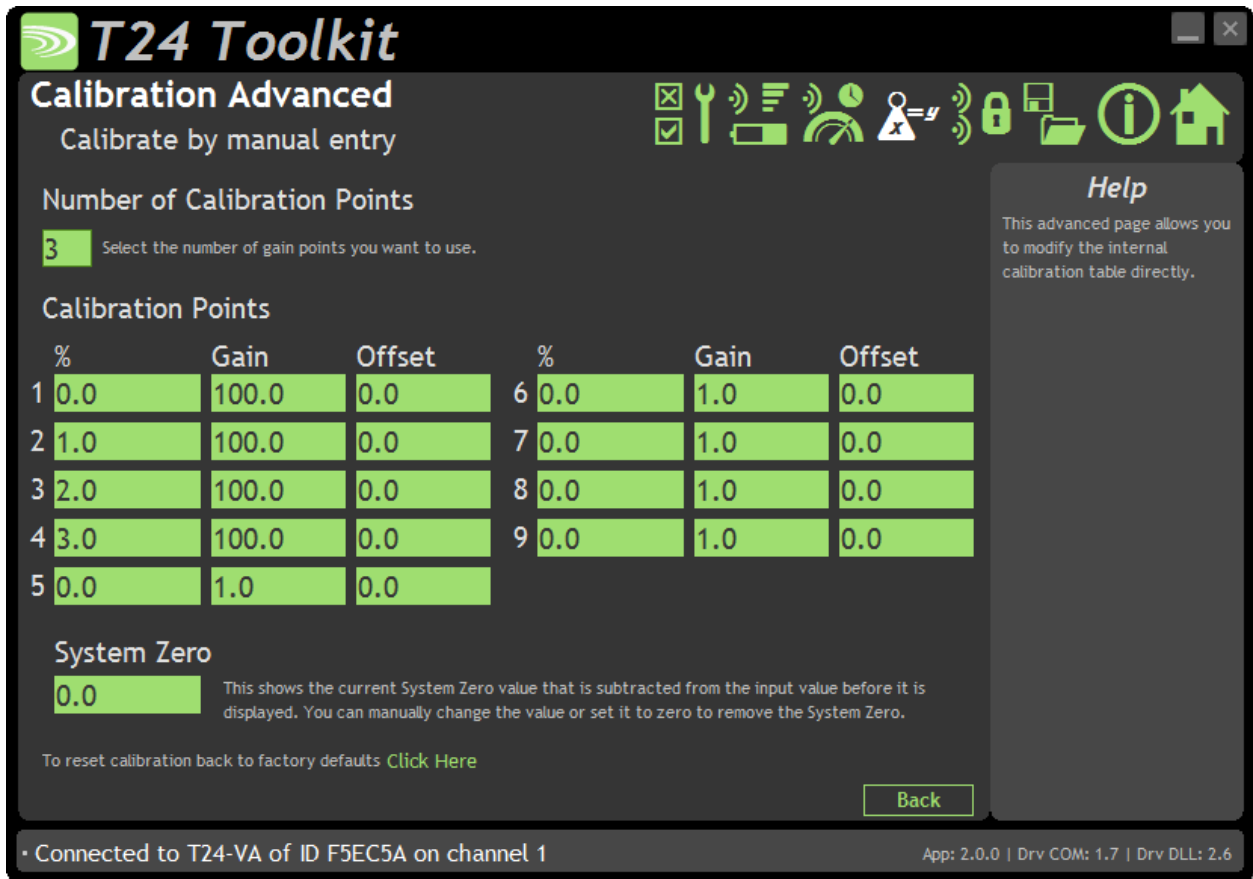 T24 Toolkit
Calibration Advanced
Calibrate by manual entry
x=y
Number of Calibration Points
3 Select the number of gain points you want to use.
Calibration Points
% Gain Offset % Gain Offset
1 0.0 100.0 0.0 6 0.0 1.0 0.0
2 1.0 100.0 0.0 7 0.0 1.0 0.0
3 2.0 100.0 0.0 8 0.0 1.0 0.0
4 3.0 100.0 0.0 9 0.0 1.0 0.0
5 0.0 1.0 0.0
System Zero
0.0
This shows the current System Zero value that is subtracted from the input value before it is
displayed. You can manually change the value or set it to zero to remove the System Zero.
To reset calibration back to factory defaults Click Here
Back
Help
This advanced page allows you
to modify the internal
calibration table directly.
Connected to T24-VA of ID F5EC5A on channel 1
App: 2.0.0 | Drv COM: 1.7 | Drv DLL: 2.6